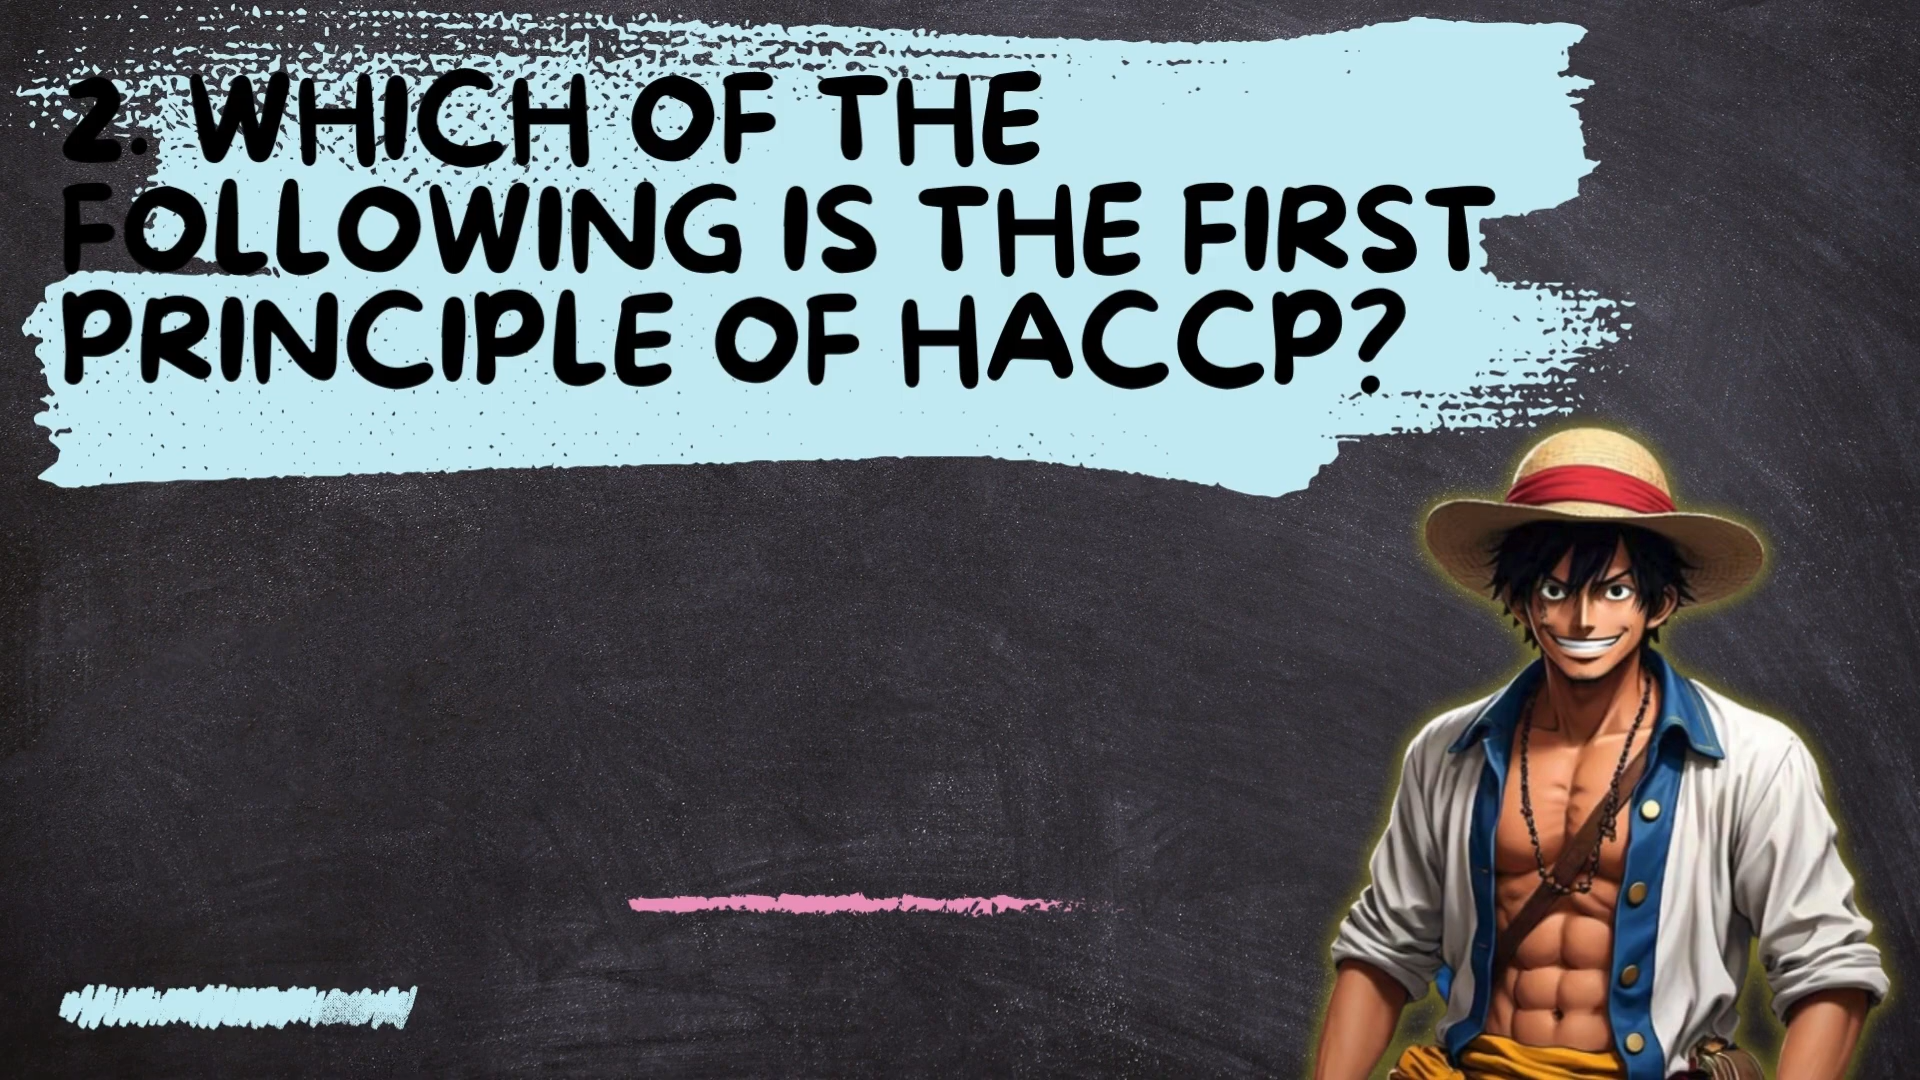 2. WHICH OF THE
FOLLOWING IS THE FIRST
PRINCIPLE OF HACCP?